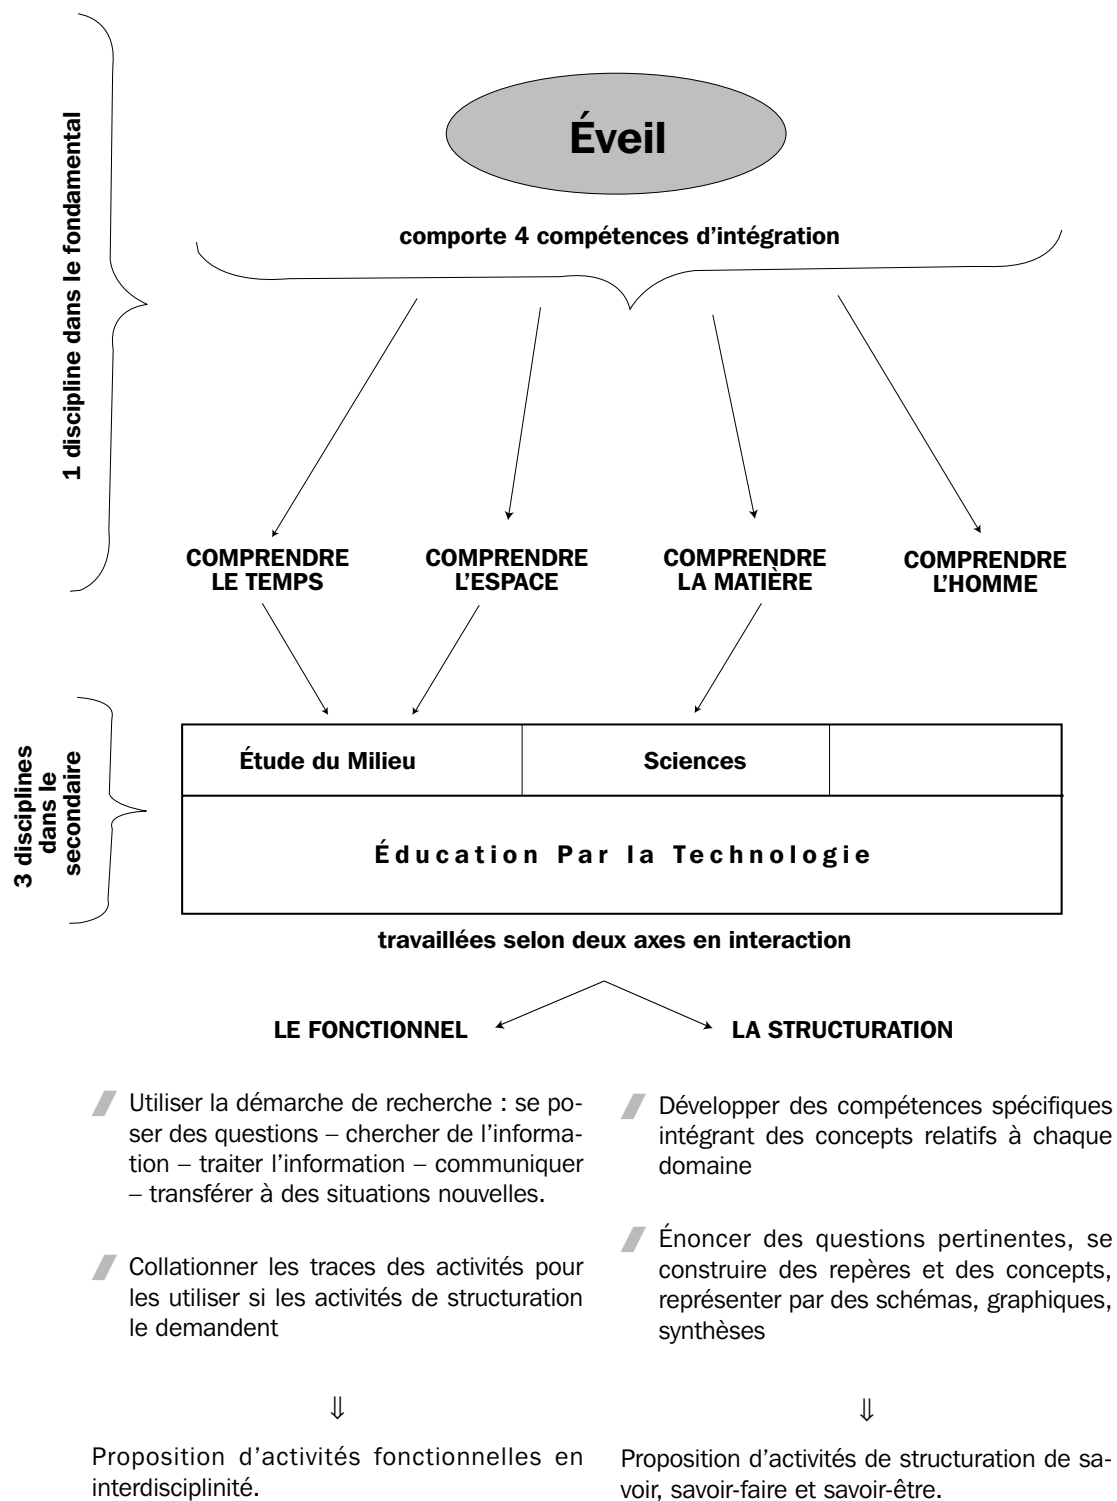 1 discipline dans le fondamental
Éveil
comporte 4 compétences d’intégration
COMPRENDRE
LE TEMPS
COMPRENDRE
L’ESPACE
COMPRENDRE
LA MATIÈRE
COMPRENDRE
L’HOMME
3 disciplines
dans le
secondaire
Étude du Milieu
Sciences
Éducation Par la Technologie
travaillées selon deux axes en interaction
LE FONCTIONNEL
Utiliser la démarche de recherche : se po-
ser des questions – chercher de l’informa-
tion – traiter l’information – communiquer
– transférer à des situations nouvelles.
Collationner les traces des activités pour
les utiliser si les activités de structuration
le demandent
⇓
Proposition d’activités fonctionnelles en
interdisciplinité.
LA STRUCTURATION
Développer des compétences spécifiques
intégrant des concepts relatifs à chaque
domaine
Énoncer des questions pertinentes, se
construire des repères et des concepts,
représenter par des schémas, graphiques,
synthèses
⇓
Proposition d’activités de structuration de sa-
voir, savoir-faire et savoir-être.